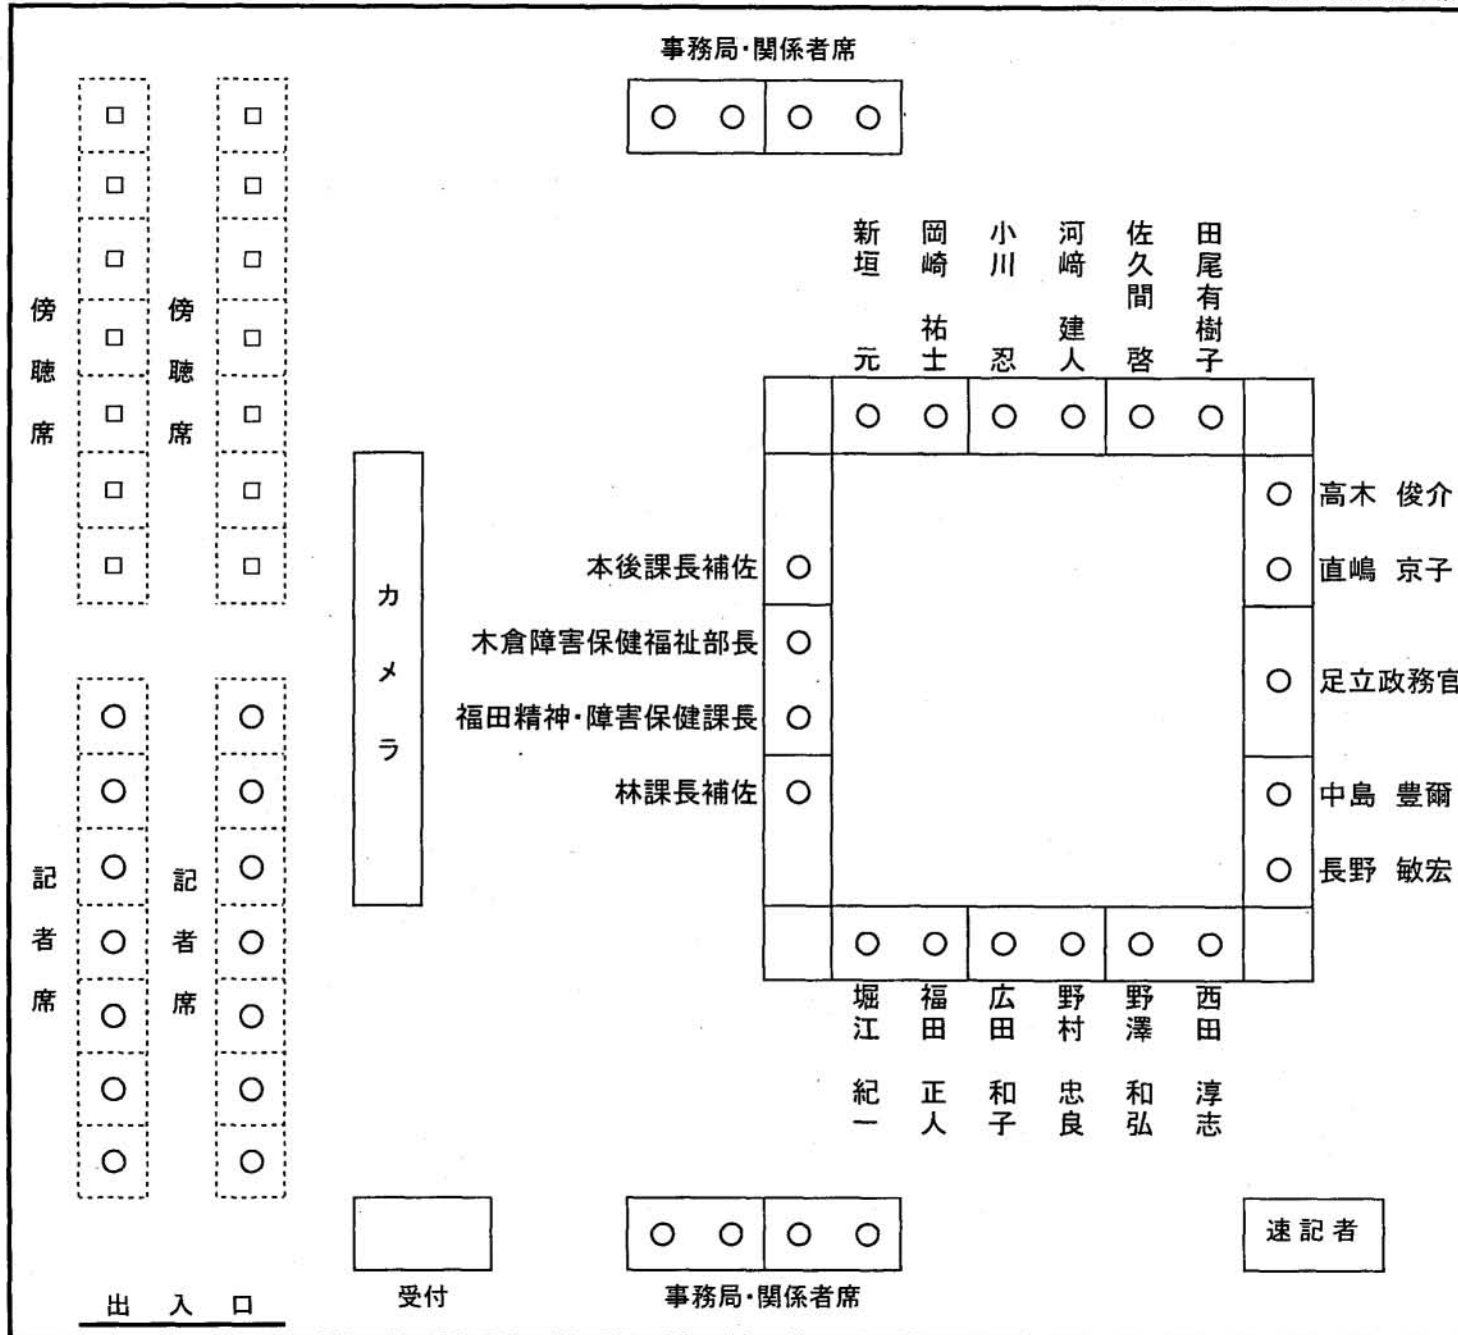 事務局・関係者席
新垣 元
岡崎 祐士
小川 忍
河﨑 建人
佐久間 啓
田尾有樹子
傍聴席
傍聴席
高木 俊介
直嶋 京子
足立政務官
中島 豊爾
長野 敏宏
カメラ
本後課長補佐
木倉障害保健福祉部長
福田精神・障害保健課長
林課長補佐
記者席
記者席
堀江 紀一
福田 正人
広田 和子
野村 忠良
野澤 和弘
西田 淳志
速記者
受付
事務局・関係者席
出入口